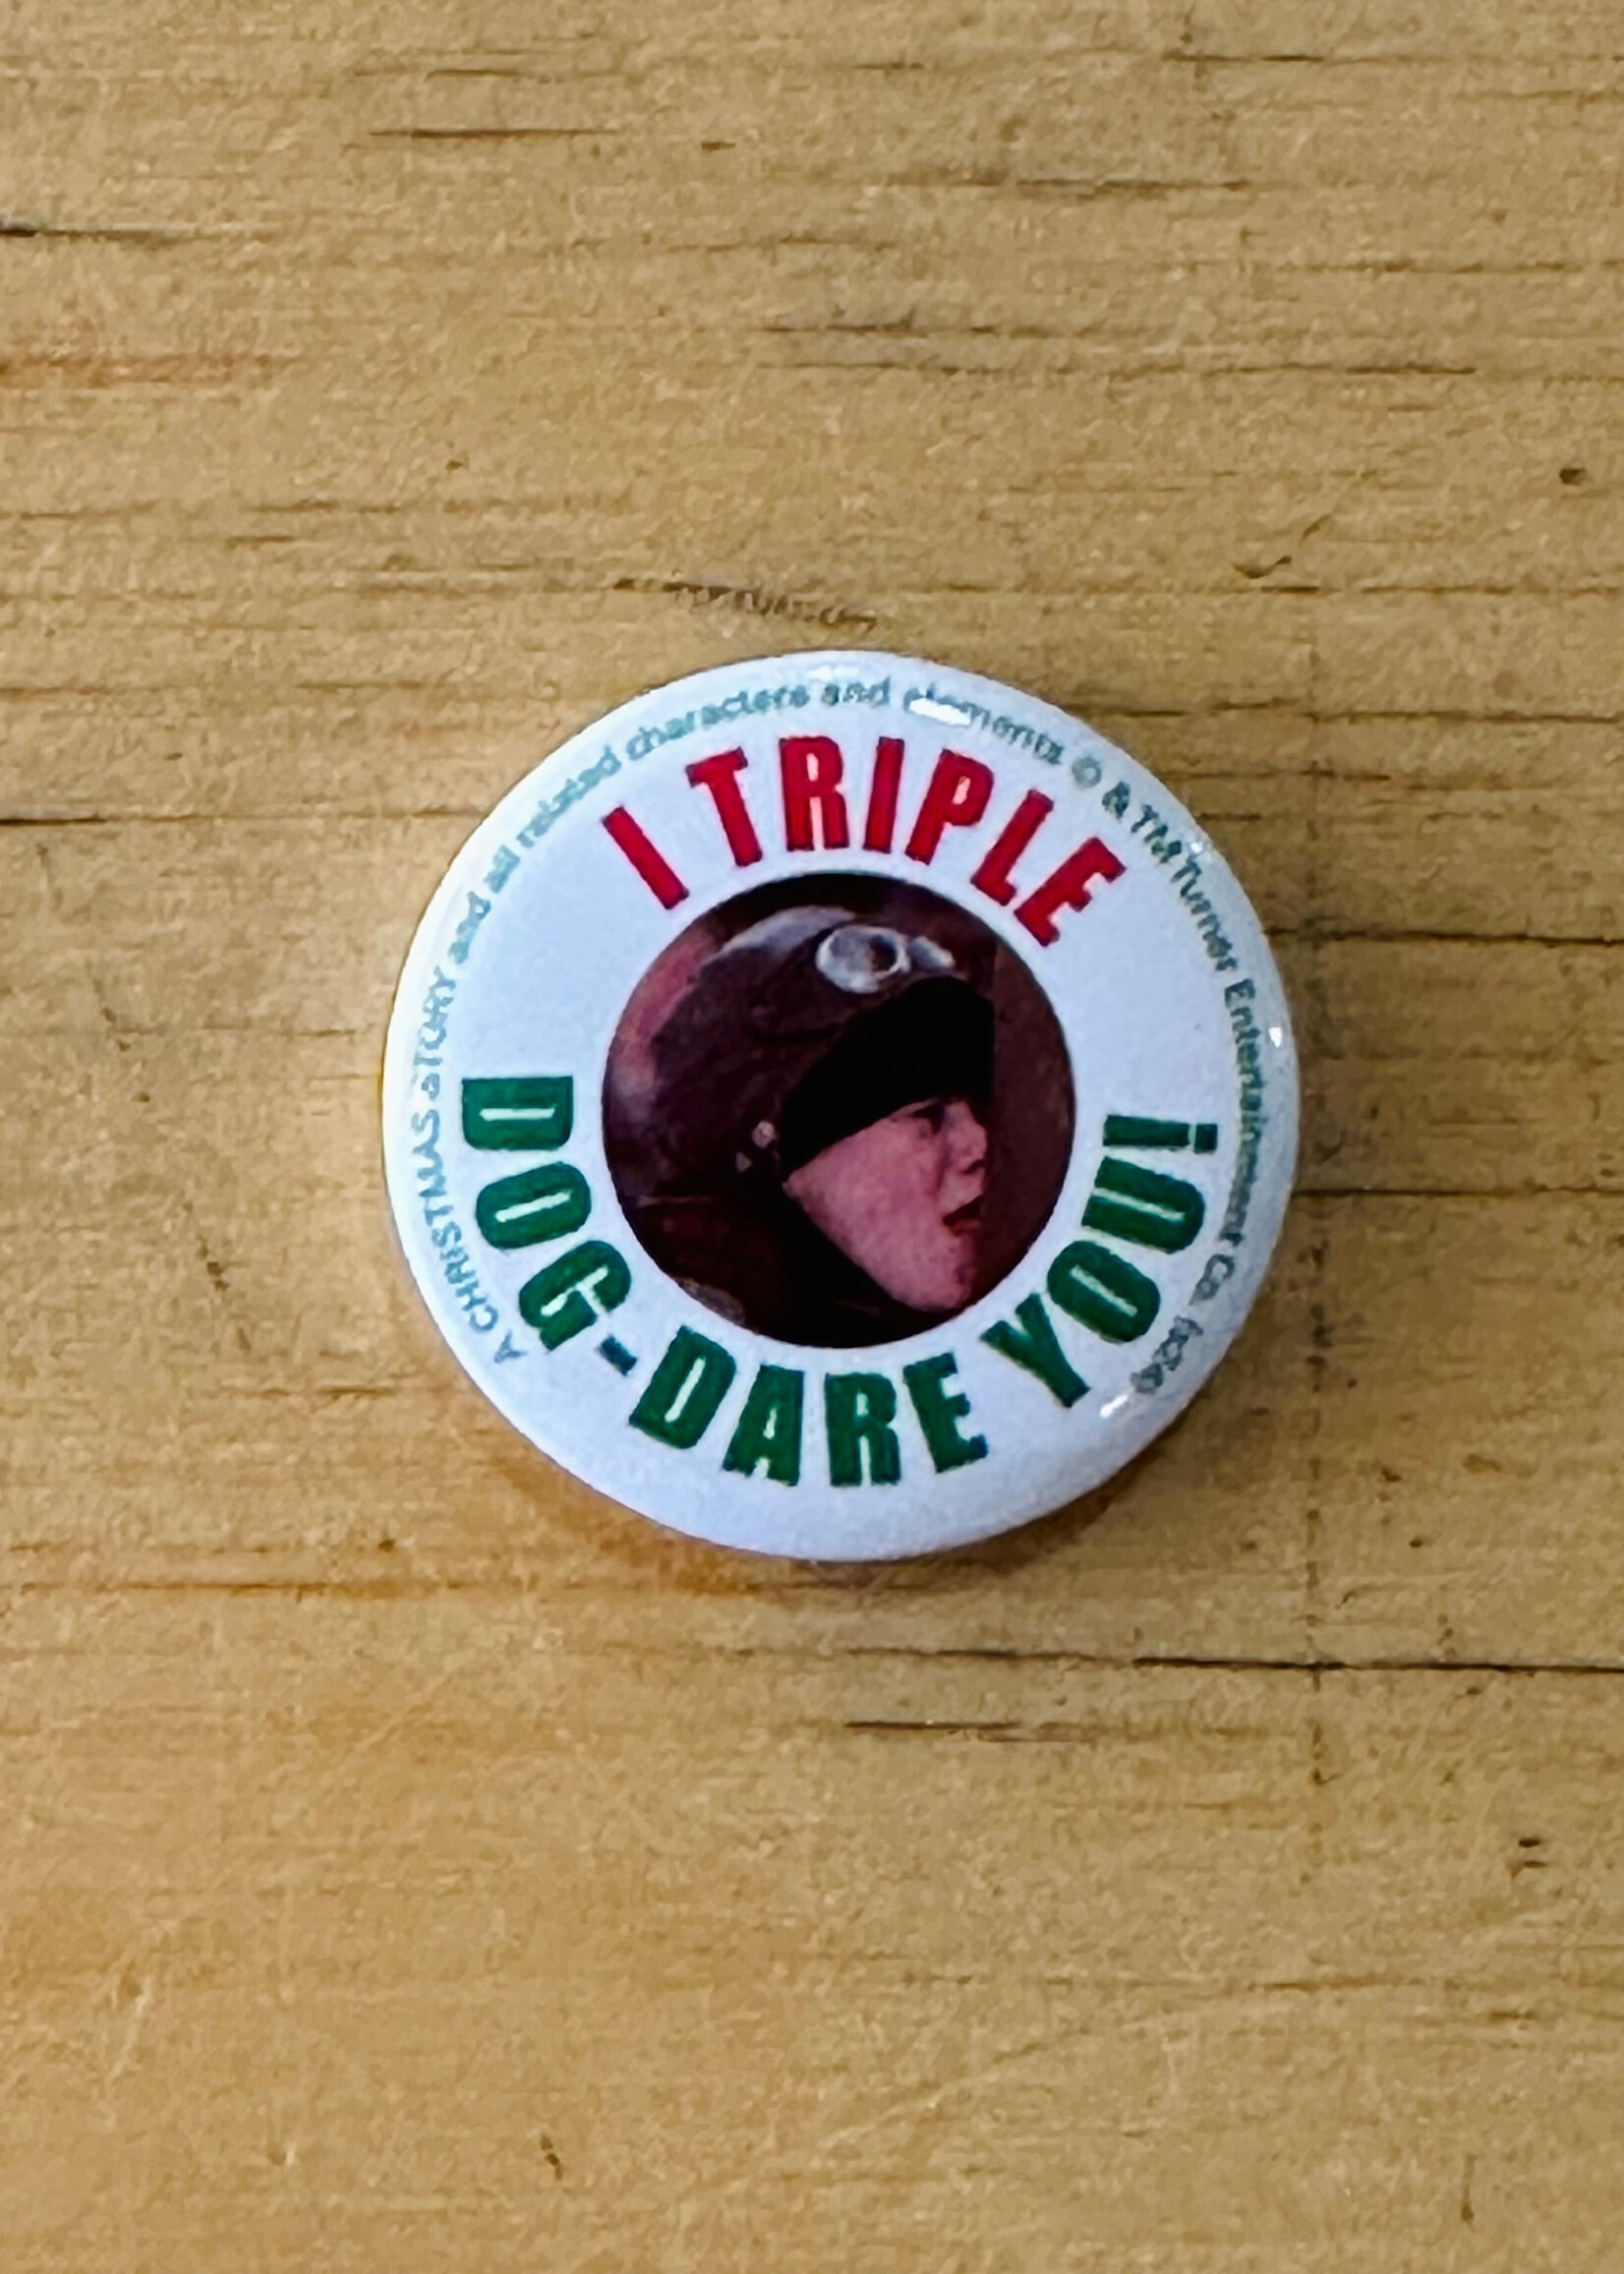 I TRIPLE
DOG-DARE YOU!
A CHRISTMAS STORY and all related characters and elements © & TM Turner Entertainment Co.